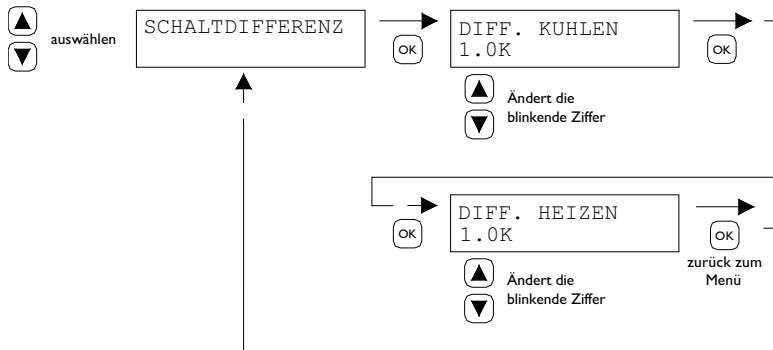 auswählen
SCHALTDIFFERENZ
OK
DIFF. KUHLEN
1.0K
OK
Ändert die
blinkende Ziffer
OK
DIFF. HEIZEN
1.0K
OK
zurück zum
Menü
Ändert die
blinkende Ziffer